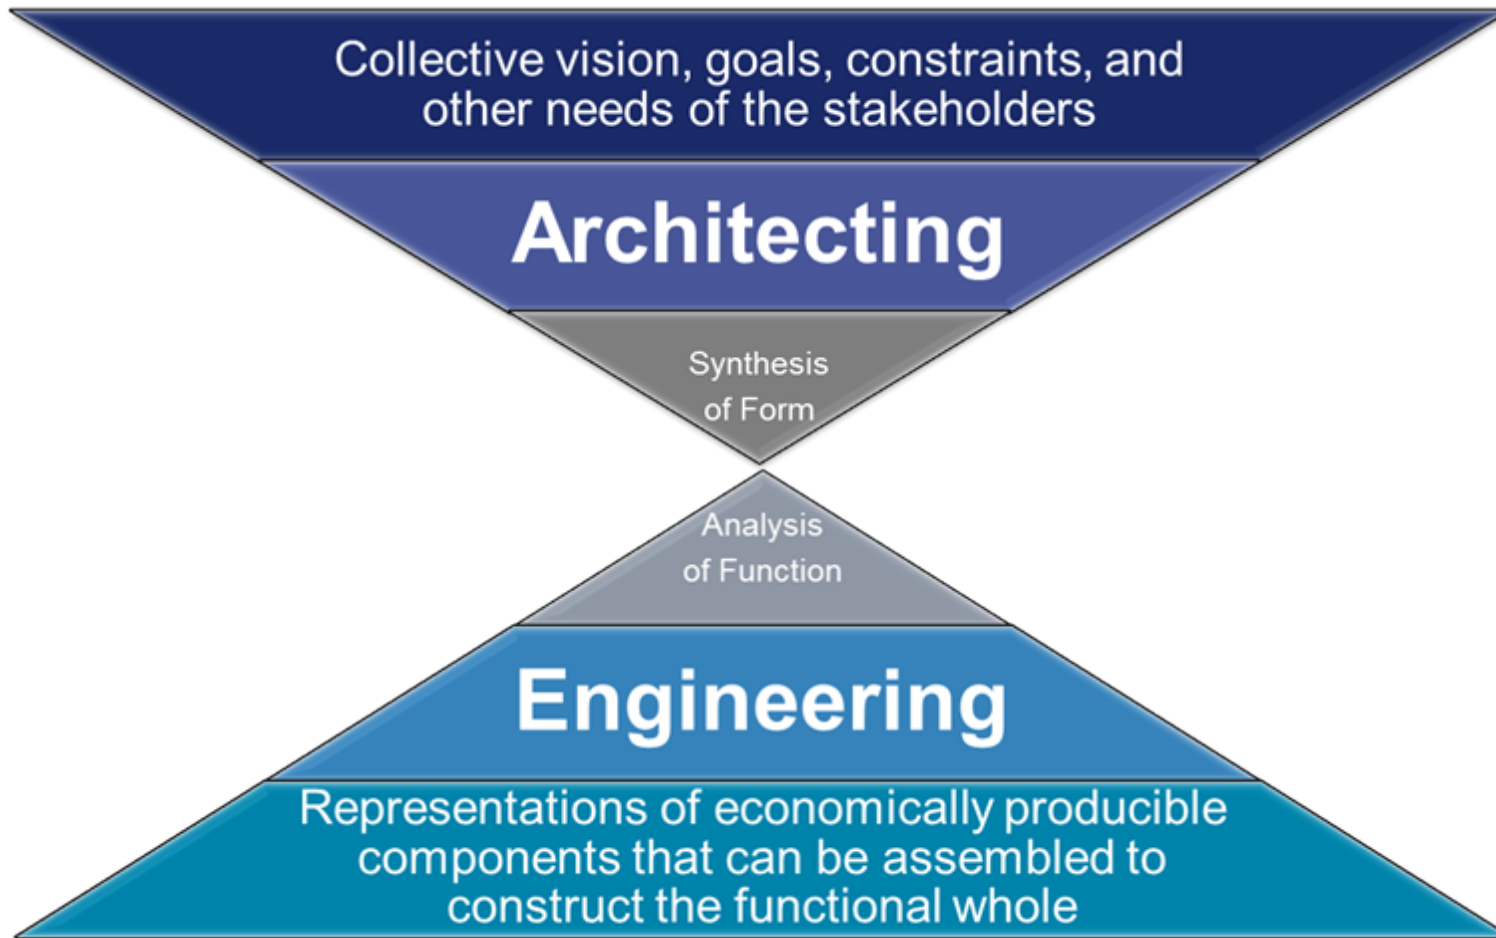 Collective vision, goals, constraints, and
other needs of the stakeholders
Architecting
Synthesis
of Form
Analysis
of Function
Engineering
Representations of economically producible
components that can be assembled to
construct the functional whole